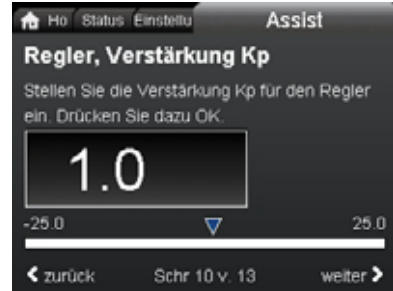 Ho Status Einstellu Assist
Regler, Verstärkung Kp
Stellen Sie die Verstärkung Kp für den Regler
ein. Drücken Sie dazu OK.
1.0
-25.0 25.0
zurück Schr 10 v. 13 weiter